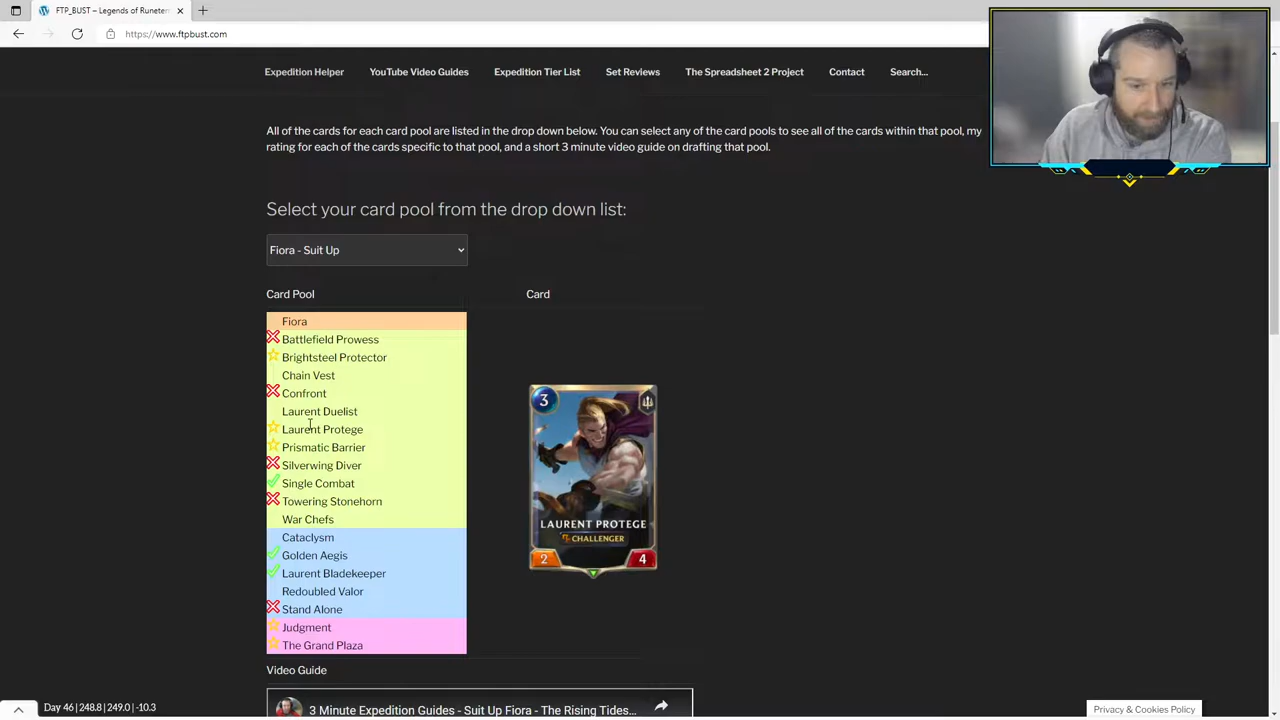 FTP_BUST – Legends of Runeter
https://www.ftpbust.com
Expedition Helper
YouTube Video Guides
Expedition Tier List
Set Reviews
The Spreadsheet 2 Project
Contact
Search...
All of the cards for each card pool are listed in the drop down below. You can select any of the card pools to see all of the cards within that pool, my
rating for each of the cards specific to that pool, and a short 3 minute video guide on drafting that pool.
Select your card pool from the drop down list:
Fiora - Suit Up
Card Pool
Card
Fiora
Battlefield Prowess
Brightsteel Protector
Chain Vest
Confront
Laurent Duelist
Laurent Protege
Prismatic Barrier
Silverwing Diver
Single Combat
Towering Stonehorn
War Chefs
Cataclysm
Golden Aegis
Laurent Bladekeeper
Redoubled Valor
Stand Alone
Judgment
The Grand Plaza
3
LAURENT PROTEGE
CHALLENGER
2
4
Video Guide
3 Minute Expedition Guides - Suit Up Fiora - The Rising Tides...
Day 46 | 248.8 | 249.0 | -10.3
Privacy & Cookies Policy